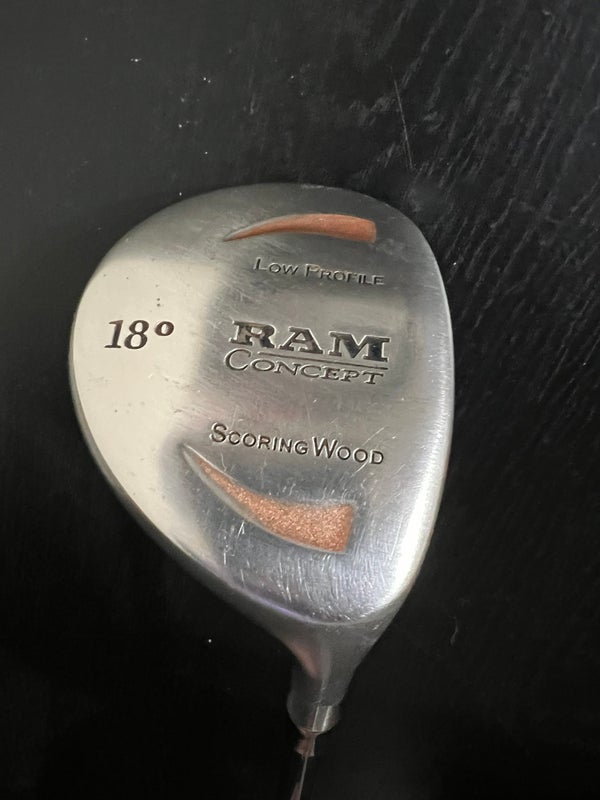 Low Profile
18°
RAM
Concept
Scoring Wood